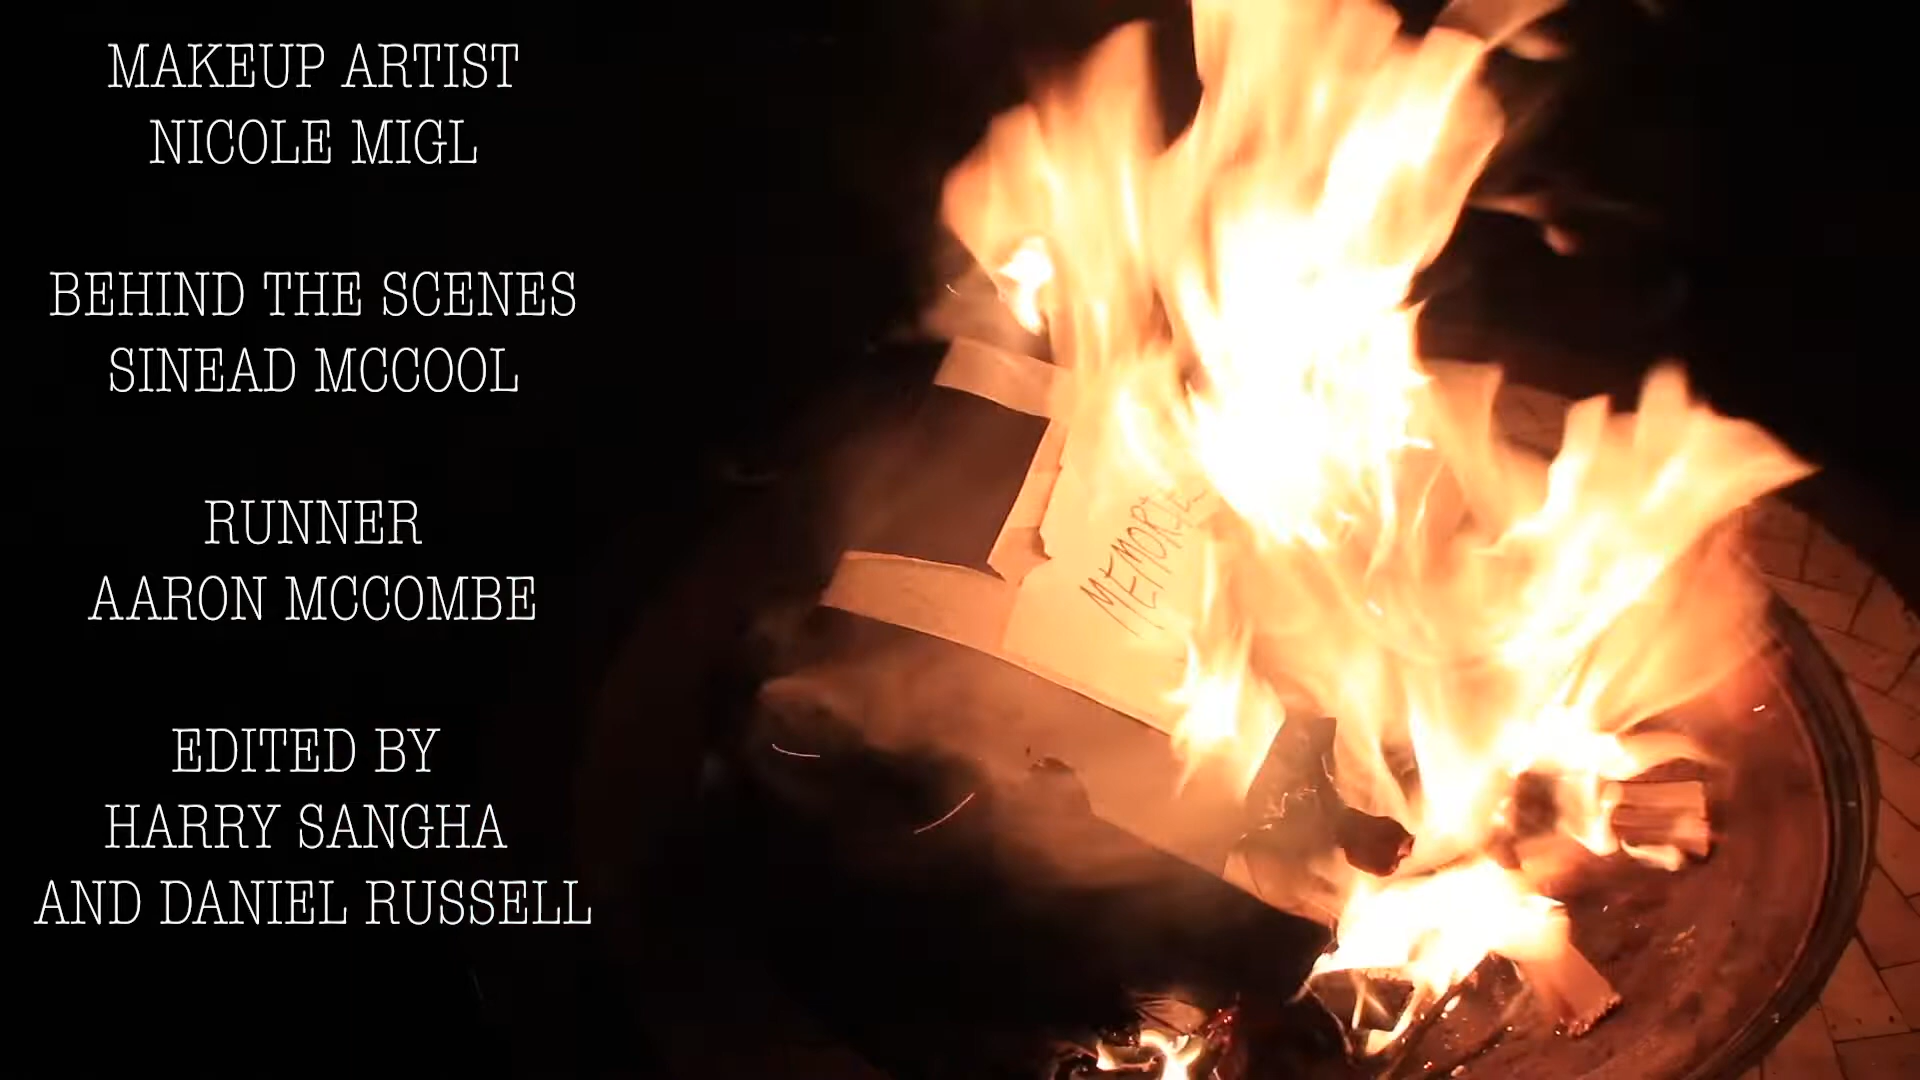 MAKEUP ARTIST
NICOLE MIGL
BEHIND THE SCENES
SINEAD MCCOOL
RUNNER
AARON MCCOMBE
EDITED BY
HARRY SANGHA
AND DANIEL RUSSELL
MEMORIE